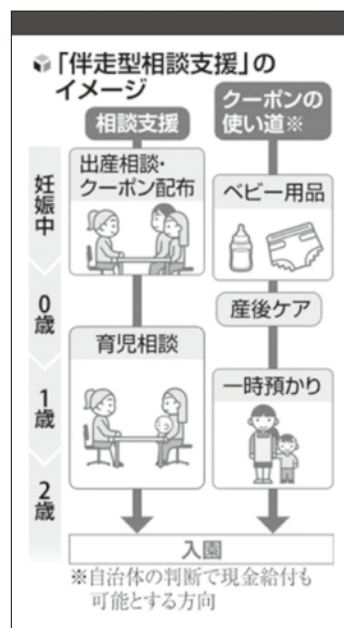 「伴走型相談支援」の
イメージ
相談支援
クーポンの
使い道※
妊娠中
0歳
1歳
2歳
出産相談・
クーポン配布
ベビー用品
産後ケア
育児相談
一時預かり
入園
※自治体の判断で現金給付も
可能とする方向